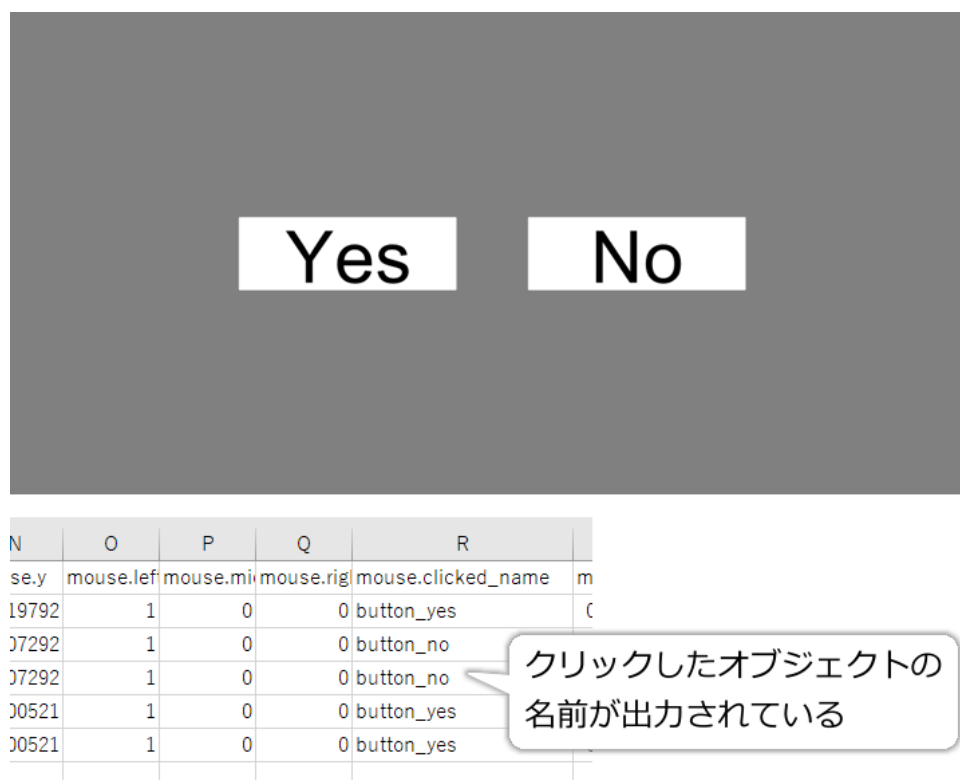 Yes No
N O P Q R
se.y mouse.lef mouse.mi mouse.rig mouse.clicked_name m
19792 1 0 0 button_yes 0
07292 1 0 0 button_no
07292 1 0 0 button_no
00521 1 0 0 button_yes
00521 1 0 0 button_yes
クリックしたオブジェクトの
名前が出力されている